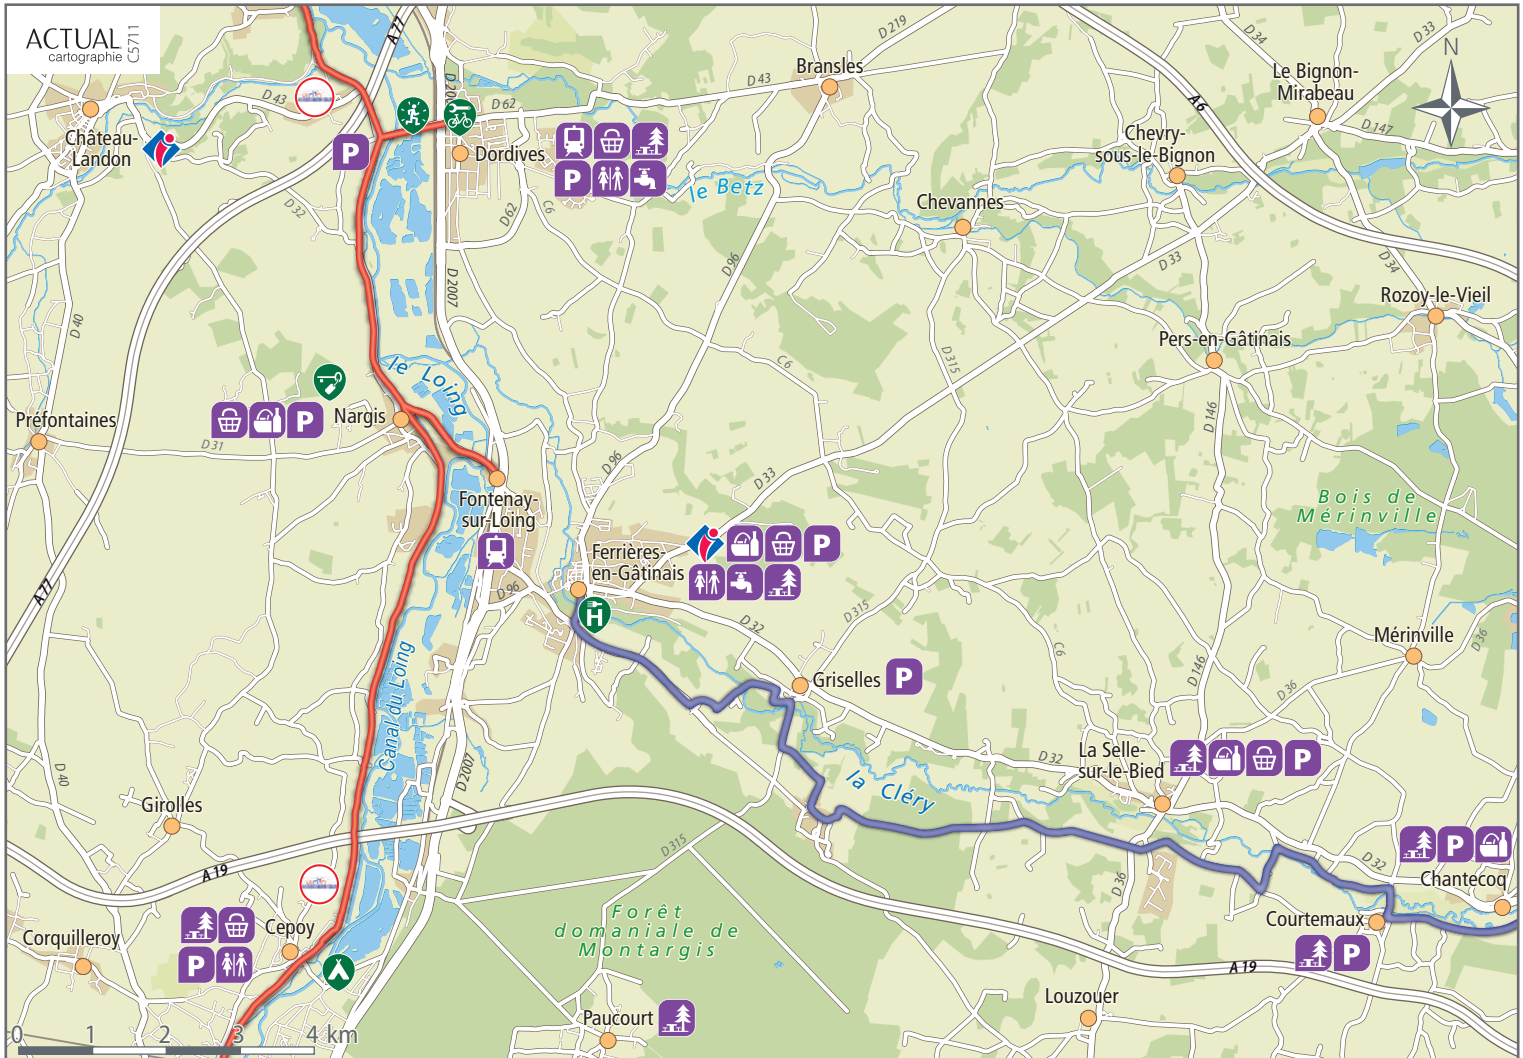 ACTUAL
cartographie
C5711
A 77
D 219
D 34
D 33
N
Bransles
Le Bignon-
Mirabeau
D 43
D 62
D 43
A6
D 147
Château-
Landon
P
Dordives
Chevry-
sous-le-Bignon
P
le Betz
D 32
D 62
C6
Chevannes
D 96
D 33
D 34
D2007
Rozoy-le-Vieil
D 40
Pers-en-Gâtinais
le Loing
C6
D 315
Préfontaines
P
Nargis
D 146
D 31
D 96
D 33
Fontenay-
sur-Loing
Bois de
Mérinville
Ferrières-
en-Gâtinais
P
A 77
D 96
H
D 32
D 315
Mérinville
D 36
C6
D 146
Griselles
P
D 36
Canal du Loing
D 40
D2007
La Selle-
sur-le-Bied
D 32
P
la Cléry
Girolles
D 315
A 19
P
D 32
Chantecoq
D 36
Forêt
domaniale de
Montargis
Courtemaux
Cepoy
Corquilleroy
P
P
A 19
Louzouer
Paucourt
0 1 2 3 4 km